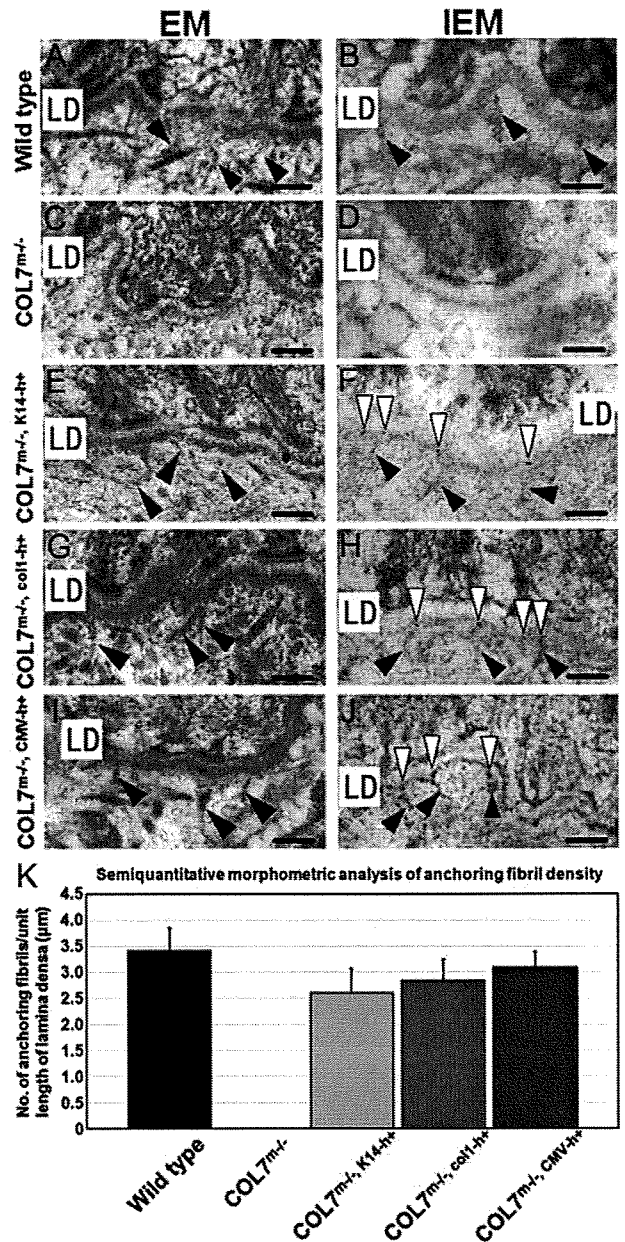 EM IEM
Wild type
A
LD
B
LD
COL7m-/-
C
LD
D
LD
COL7m-/-, K14-h+
E
LD
F
LD
COL7m-/-, col1-h+
G
LD
H
LD
COL7m-/-, CMV-h+
I
LD
J
LD
K
Semiquantitative morphometric analysis of anchoring fibril density
No. of anchoring fibrils/unit
length of lamina densa (µm)
4.5
4.0
3.5
3.0
2.5
2.0
1.5
1.0
0.5
0
Wild type
COL7m-/-
COL7m-/-, K14-h+
COL7m-/-, col1-h+
COL7m-/-, CMV-h+